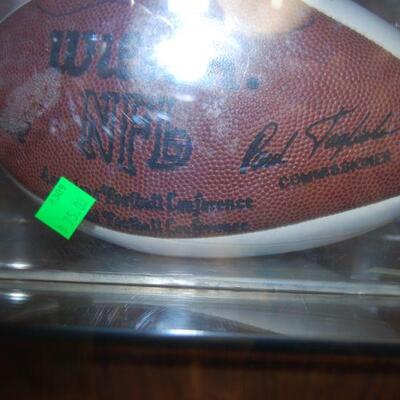 Wilson.
NFL
Paul Tagliabue
COMMISSIONER
American Football Conference
National Football Conference